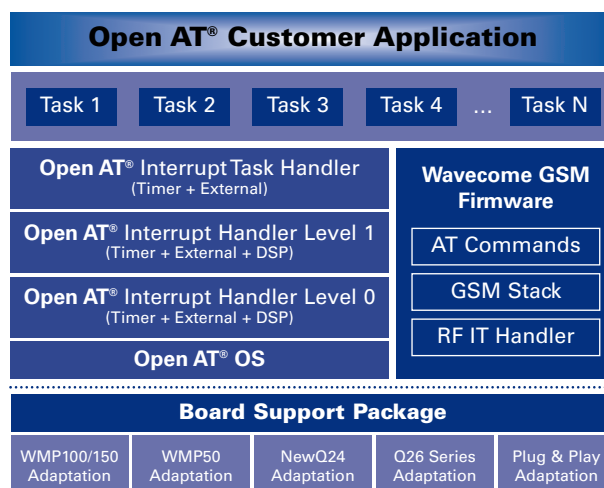 Open AT® Customer Application
Task 1 Task 2 Task 3 Task 4 ... Task N
Open AT® Interrupt Task Handler
(Timer + External)
Open AT® Interrupt Handler Level 1
(Timer + External + DSP)
Open AT® Interrupt Handler Level 0
(Timer + External + DSP)
Open AT® OS
Wavecome GSM
Firmware
AT Commands
GSM Stack
RF IT Handler
Board Support Package
WMP100/150
Adaptation
WMP50
Adaptation
NewQ24
Adaptation
Q26 Series
Adaptation
Plug & Play
Adaptation